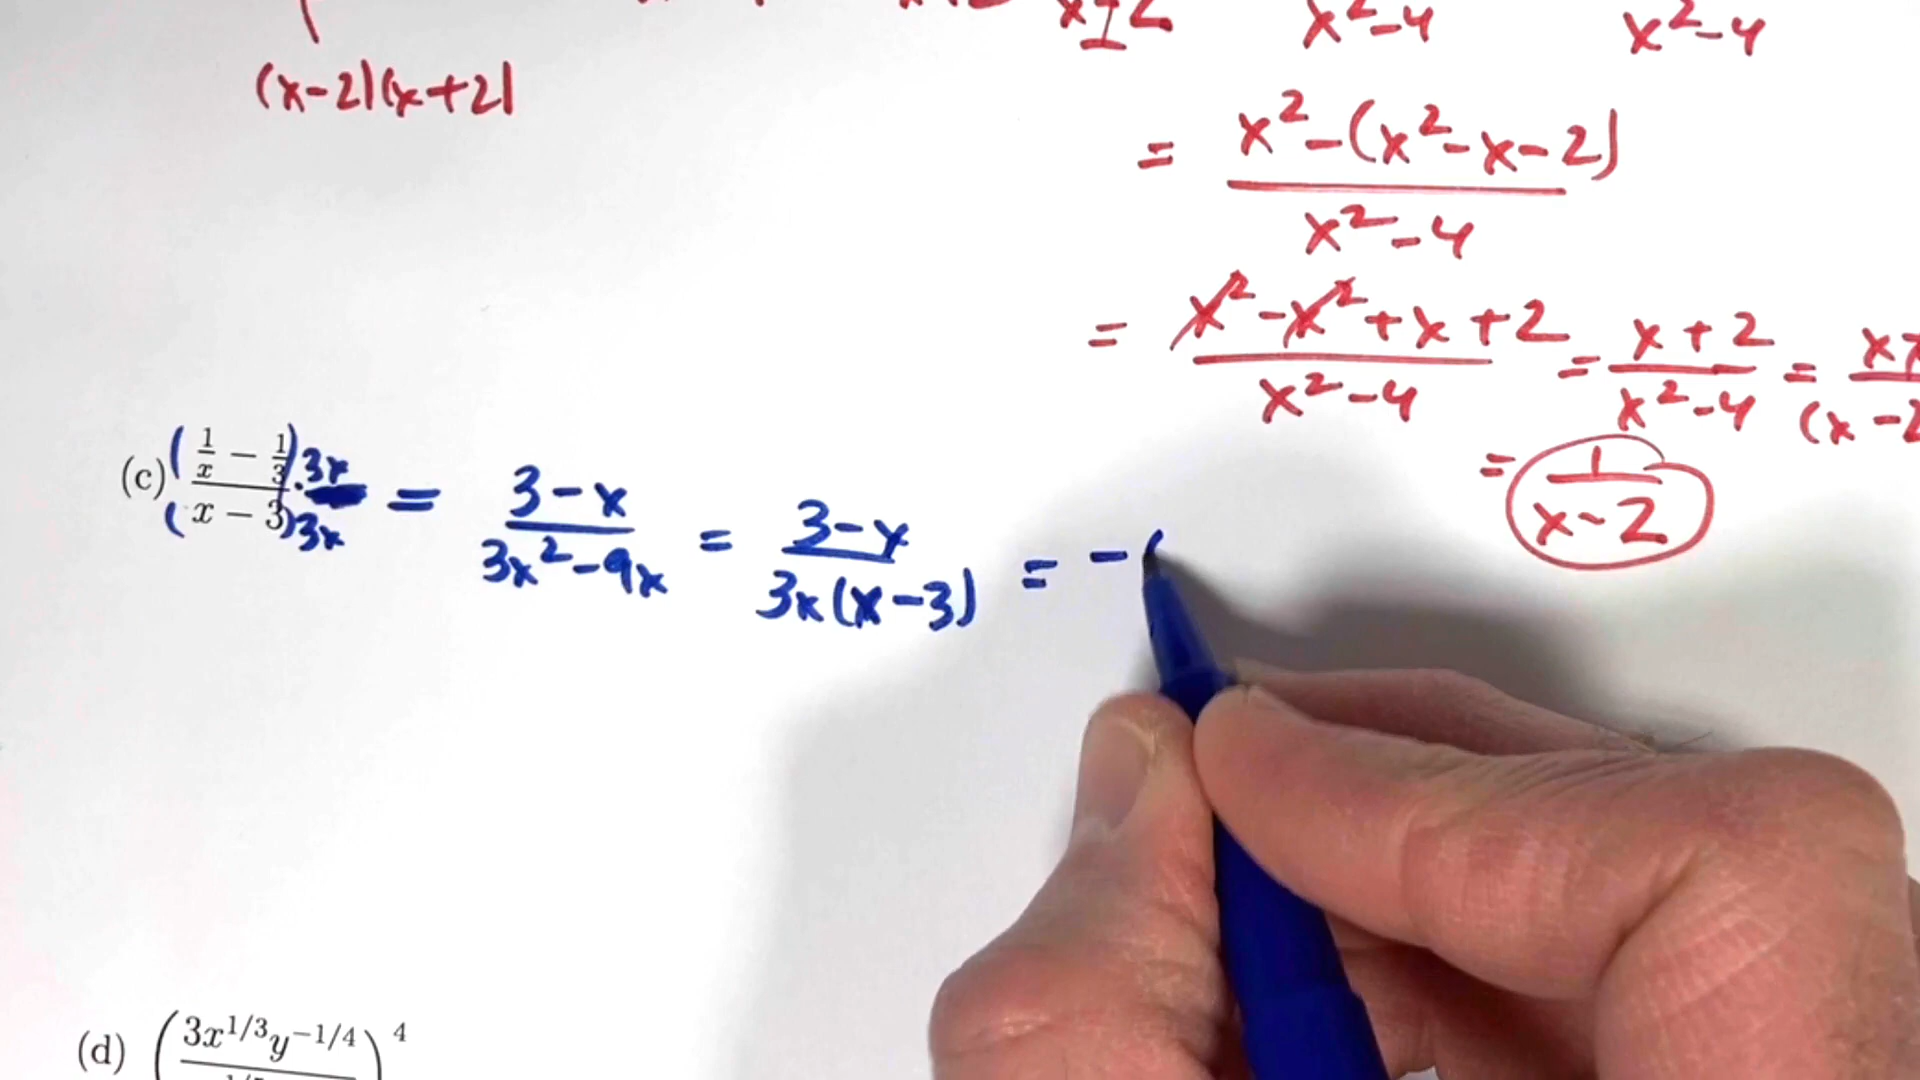 x+2 x²-4 x²-4
(x-2)(x+2)
= x²-(x²-x-2) / x²-4
= x²-x²+x+2 / x²-4 = x+2 / x²-4 = / (x-2
= 1 / x-2
(c) (1/x − 1/3) / (x − 3) · 3x / 3x = 3-x / 3x²-9x = 3-x / 3x(x-3) = -(
(d) (3x^{1/3}y^{−1/4} / )^4